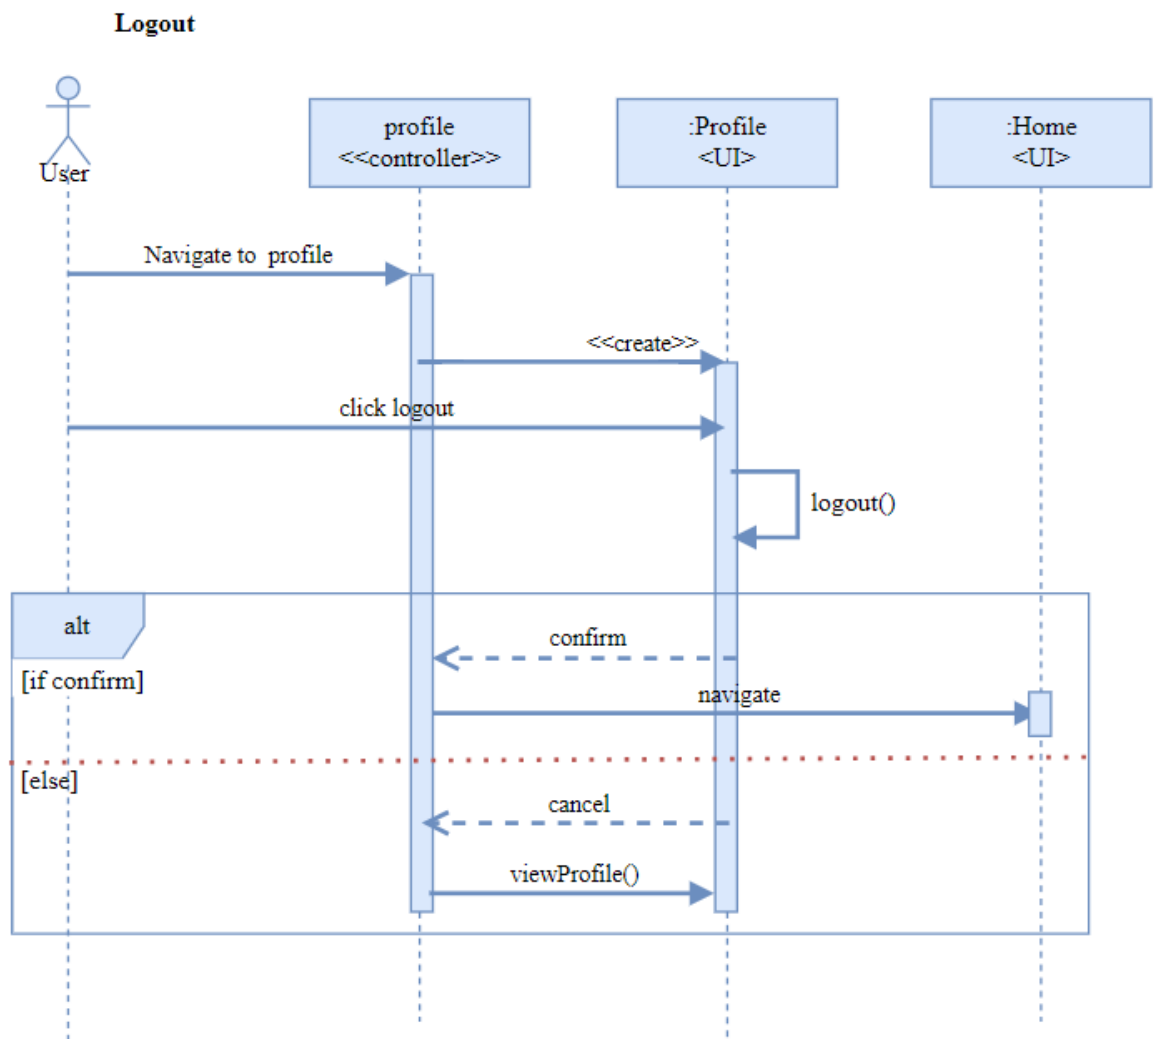 Logout
User
profile
<<controller>>
:Profile
<UI>
:Home
<UI>
Navigate to profile
<<create>>
click logout
logout()
alt
confirm
[if confirm]
navigate
[else]
cancel
viewProfile()